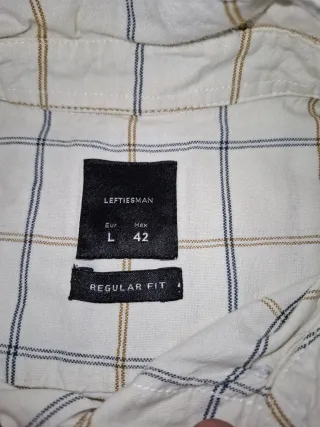 LEFTIESMAN
Eur Mex
L 42
REGULAR FIT